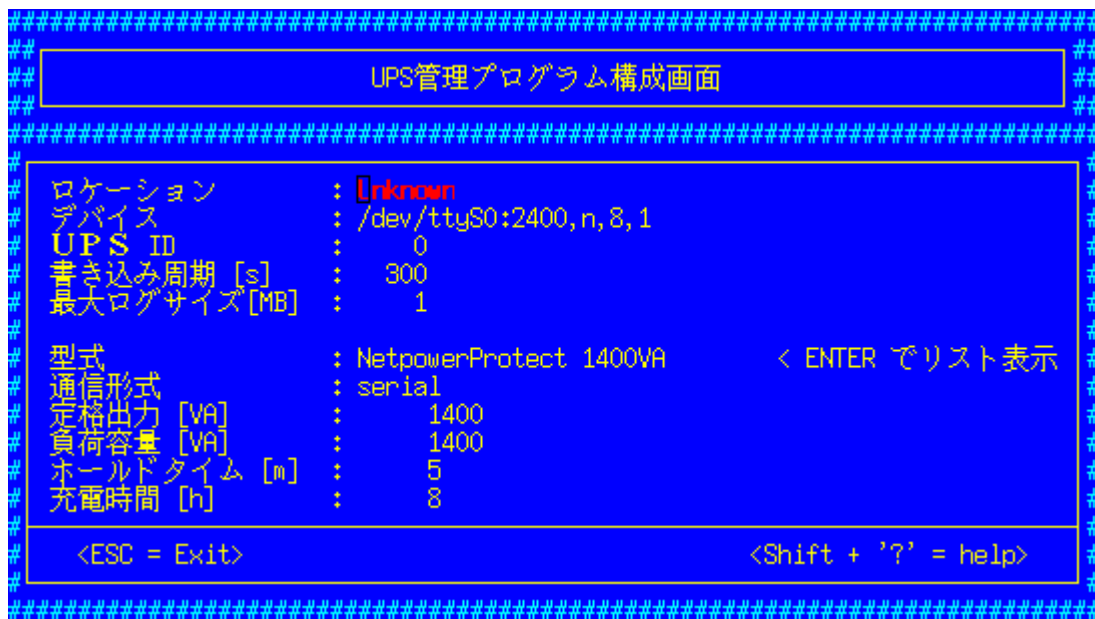 UPS管理プログラム構成画面
ロケーション : Unknown
デバイス : /dev/ttyS0:2400,n,8,1
UPS ID : 0
書き込み周期 [s] : 300
最大ログサイズ[MB] : 1
型式 : NetpowerProtect 1400VA < ENTER でリスト表示
通信形式 : serial
定格出力 [VA] : 1400
負荷容量 [VA] : 1400
ホールドタイム [m] : 5
充電時間 [h] : 8
<ESC = Exit> <Shift + '?' = help>